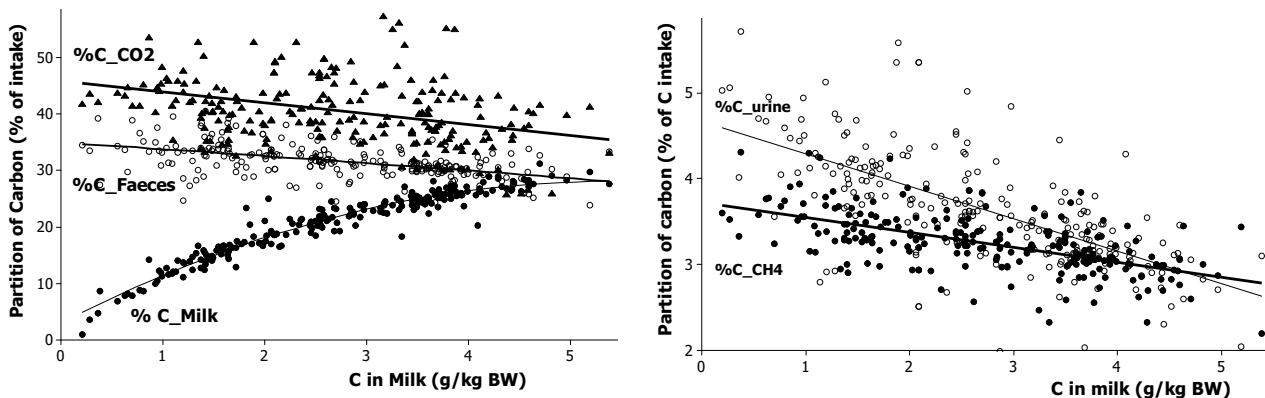 Partition of Carbon (% of intake)
50
40
30
20
10
0
%C_CO2
%C_Faeces
% C_Milk
0 1 2 3 4 5
C in Milk (g/kg BW)
Partition of carbon (% of C intake)
5
4
3
2
%C_urine
%C_CH4
0 1 2 3 4 5
C in milk (g/kg BW)